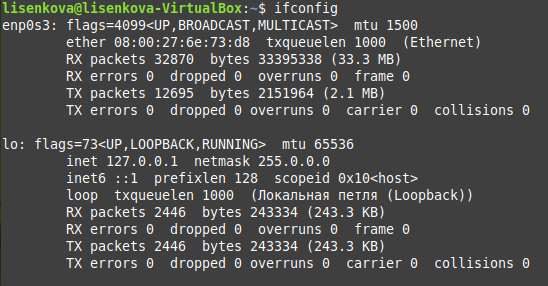 lisenkova@lisenkova-VirtualBox:~$ ifconfig
enp0s3: flags=4099<UP,BROADCAST,MULTICAST>  mtu 1500
        ether 08:00:27:6e:73:d8  txqueuelen 1000  (Ethernet)
        RX packets 32870  bytes 33395338 (33.3 MB)
        RX errors 0  dropped 0  overruns 0  frame 0
        TX packets 12695  bytes 2151964 (2.1 MB)
        TX errors 0  dropped 0 overruns 0  carrier 0  collisions 0

lo: flags=73<UP,LOOPBACK,RUNNING>  mtu 65536
        inet 127.0.0.1  netmask 255.0.0.0
        inet6 ::1  prefixlen 128  scopeid 0x10<host>
        loop  txqueuelen 1000  (Локальная петля (Loopback))
        RX packets 2446  bytes 243334 (243.3 KB)
        RX errors 0  dropped 0  overruns 0  frame 0
        TX packets 2446  bytes 243334 (243.3 KB)
        TX errors 0  dropped 0 overruns 0  carrier 0  collisions 0